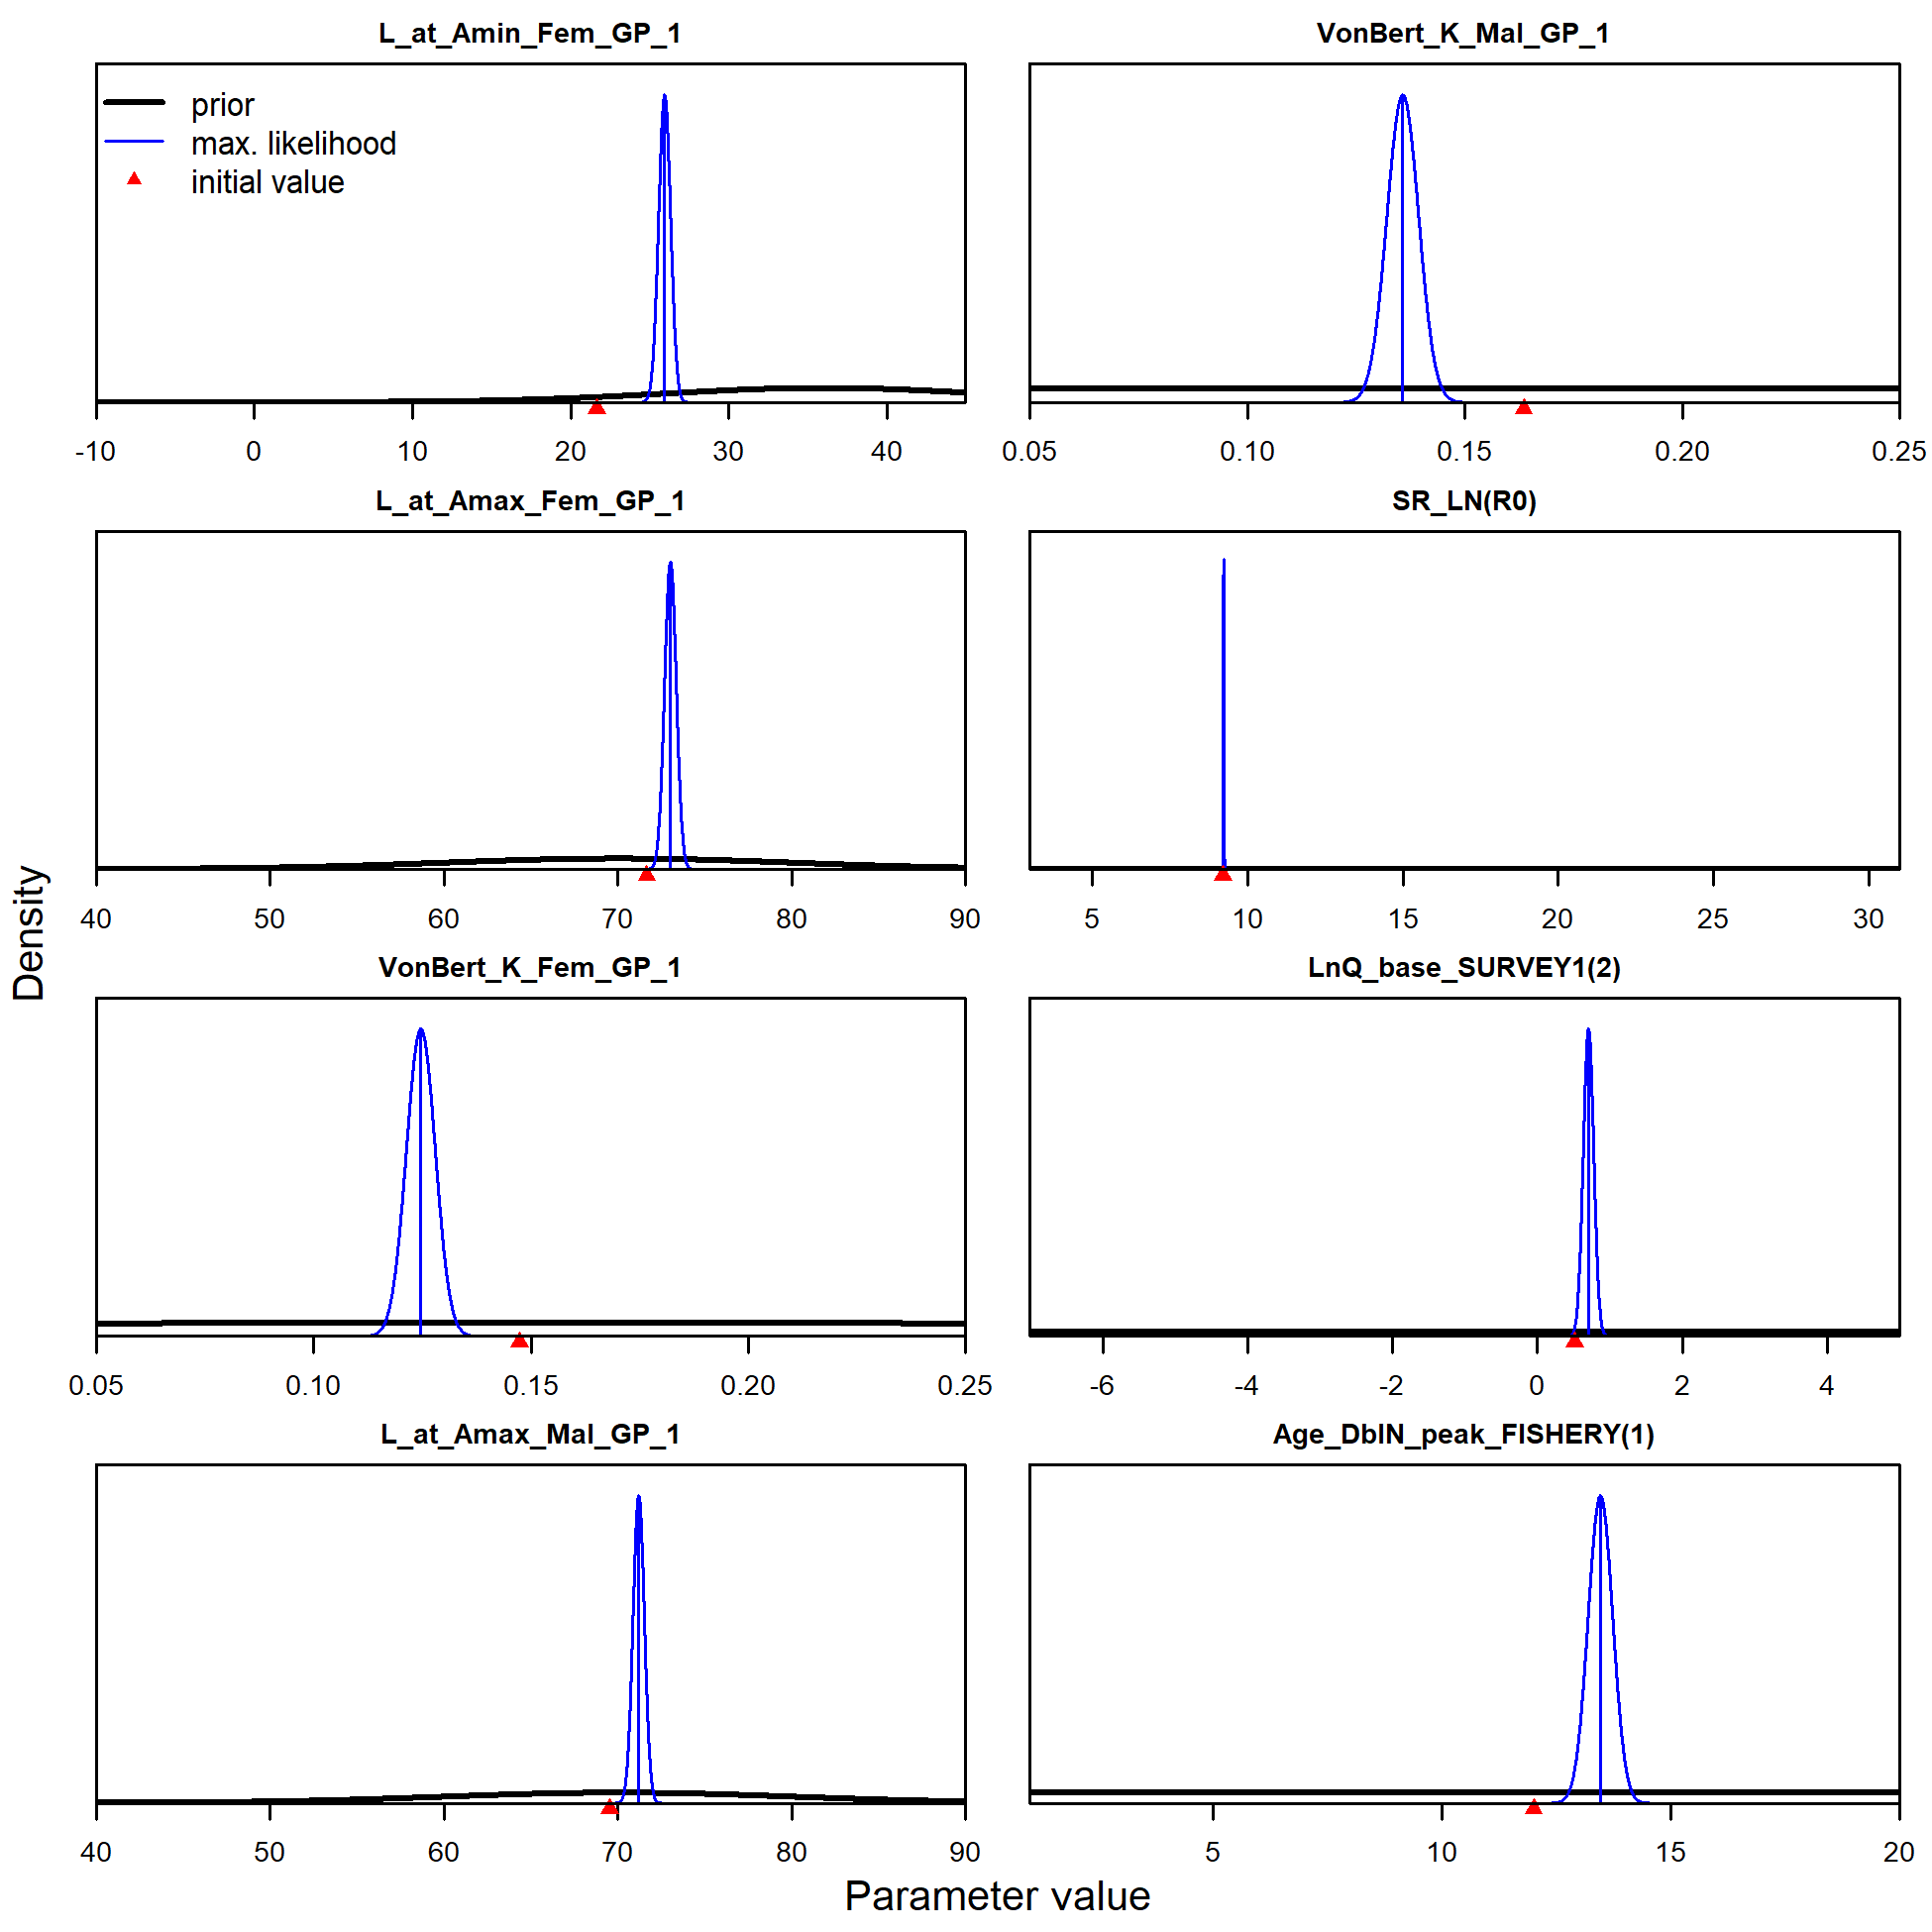 L_at_Amin_Fem_GP_1
prior
max. likelihood
initial value
-10 0 10 20 30 40
VonBert_K_Mal_GP_1
0.05 0.10 0.15 0.20 0.25
L_at_Amax_Fem_GP_1
40 50 60 70 80 90
SR_LN(R0)
5 10 15 20 25 30
VonBert_K_Fem_GP_1
0.05 0.10 0.15 0.20 0.25
LnQ_base_SURVEY1(2)
-6 -4 -2 0 2 4
L_at_Amax_Mal_GP_1
40 50 60 70 80 90
Age_DblN_peak_FISHERY(1)
5 10 15 20
Density
Parameter value